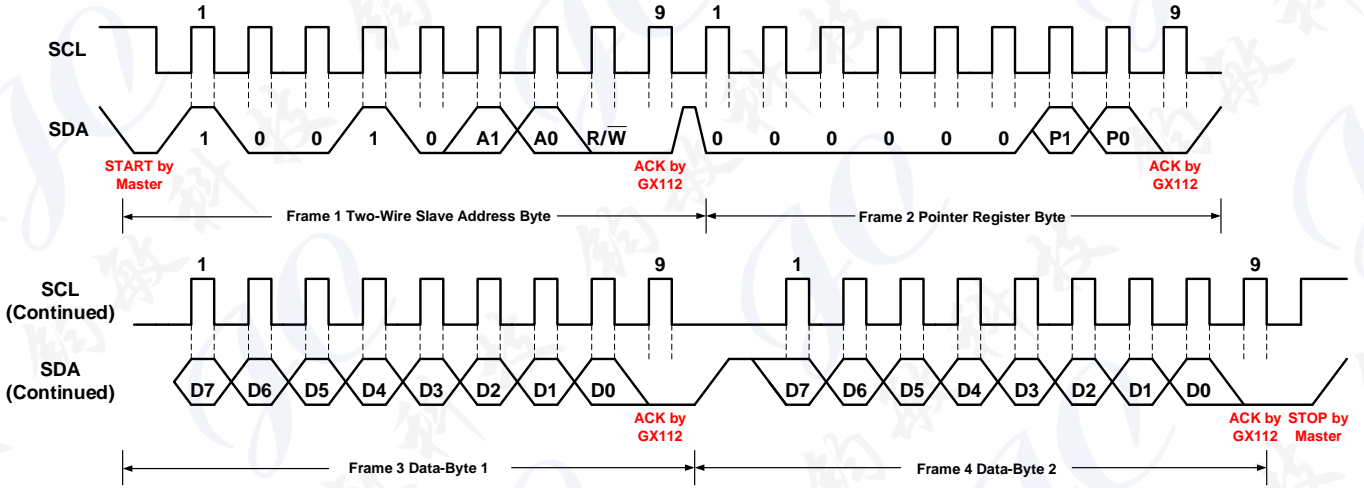 1 9 1 9
SCL
SDA
1 0 0 1 0 A1 A0 R/W̅ 0 0 0 0 0 0 P1 P0
START by
Master
ACK by
GX112
ACK by
GX112
Frame 1 Two-Wire Slave Address Byte
Frame 2 Pointer Register Byte
1 9 1 9
SCL
(Continued)
SDA
(Continued)
D7 D6 D5 D4 D3 D2 D1 D0 D7 D6 D5 D4 D3 D2 D1 D0
ACK by
GX112
ACK by
GX112
STOP by
Master
Frame 3 Data-Byte 1
Frame 4 Data-Byte 2